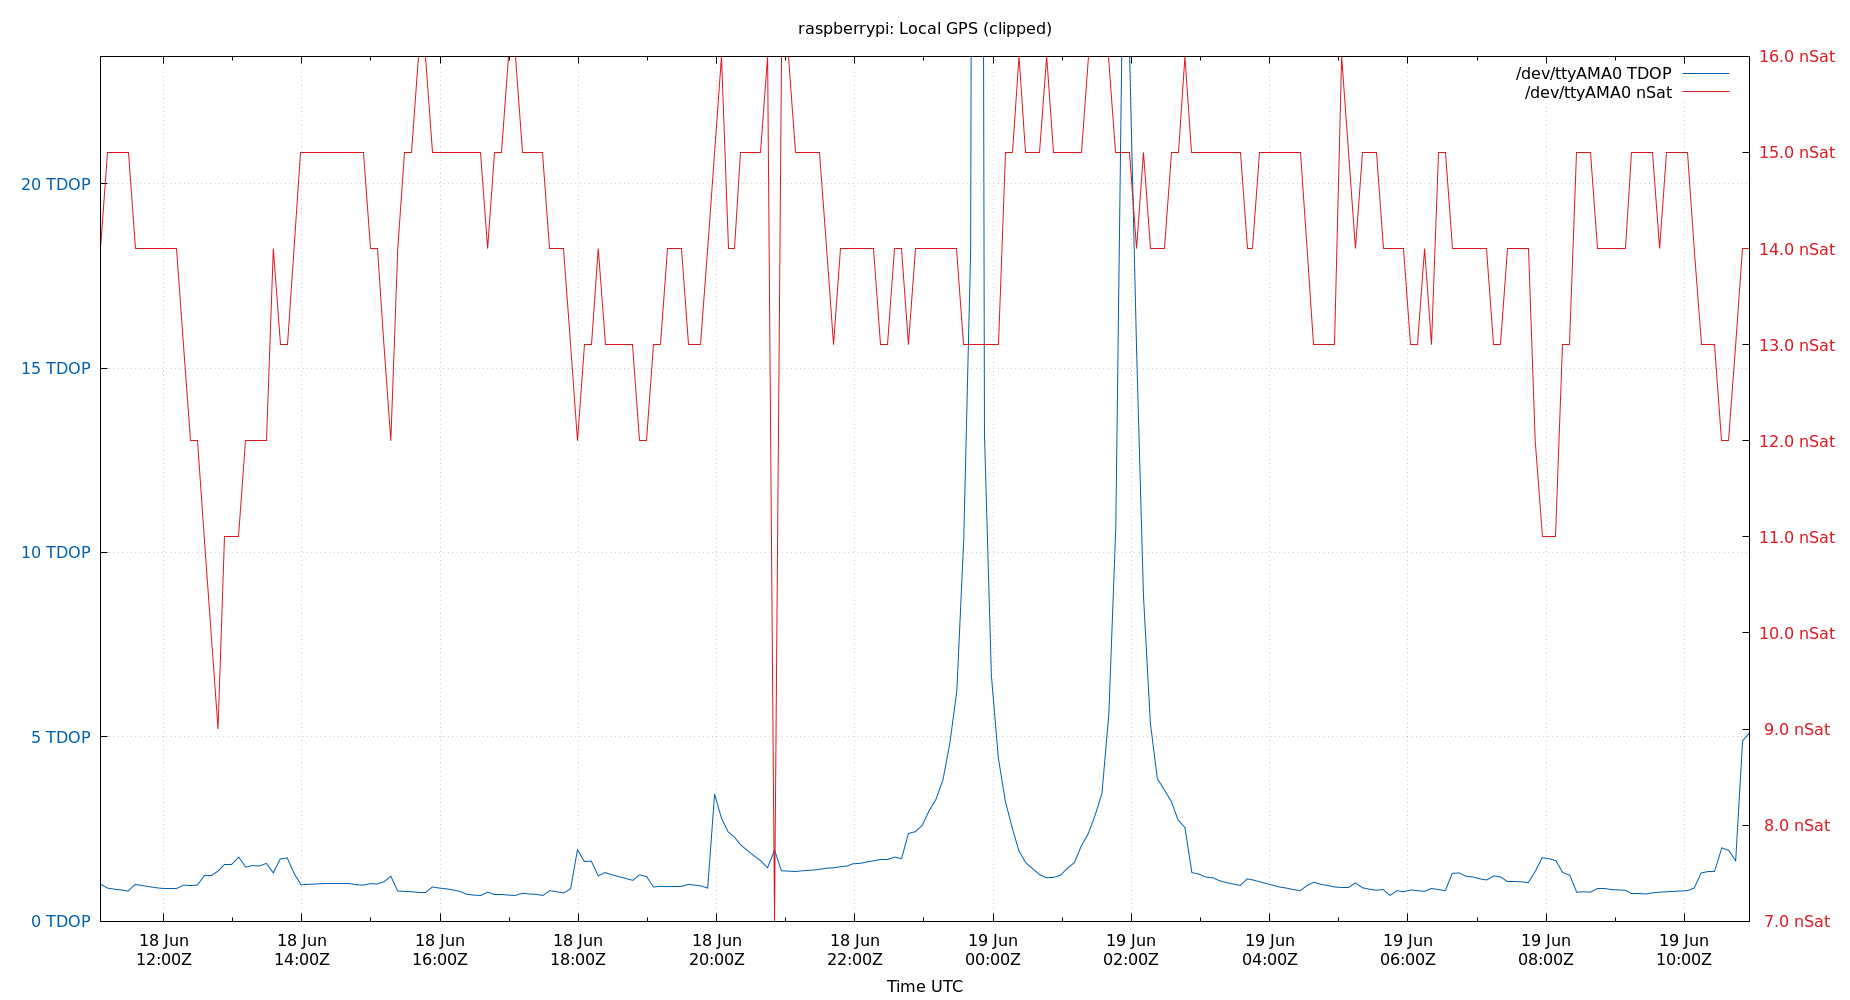 raspberrypi: Local GPS (clipped)
/dev/ttyAMA0 TDOP
/dev/ttyAMA0 nSat
20 TDOP
15 TDOP
10 TDOP
5 TDOP
0 TDOP
16.0 nSat
15.0 nSat
14.0 nSat
13.0 nSat
12.0 nSat
11.0 nSat
10.0 nSat
9.0 nSat
8.0 nSat
7.0 nSat
18 Jun
12:00Z
18 Jun
14:00Z
18 Jun
16:00Z
18 Jun
18:00Z
18 Jun
20:00Z
18 Jun
22:00Z
19 Jun
00:00Z
19 Jun
02:00Z
19 Jun
04:00Z
19 Jun
06:00Z
19 Jun
08:00Z
19 Jun
10:00Z
Time UTC